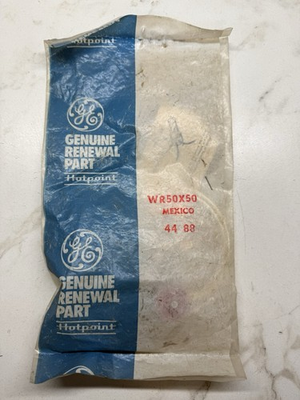 Hotpoint
GE
GENUINE
RENEWAL
PART
Hotpoint
WR50X50
MEXICO
44 88
GE
GENUINE
RENEWAL
PART
Hotpoint